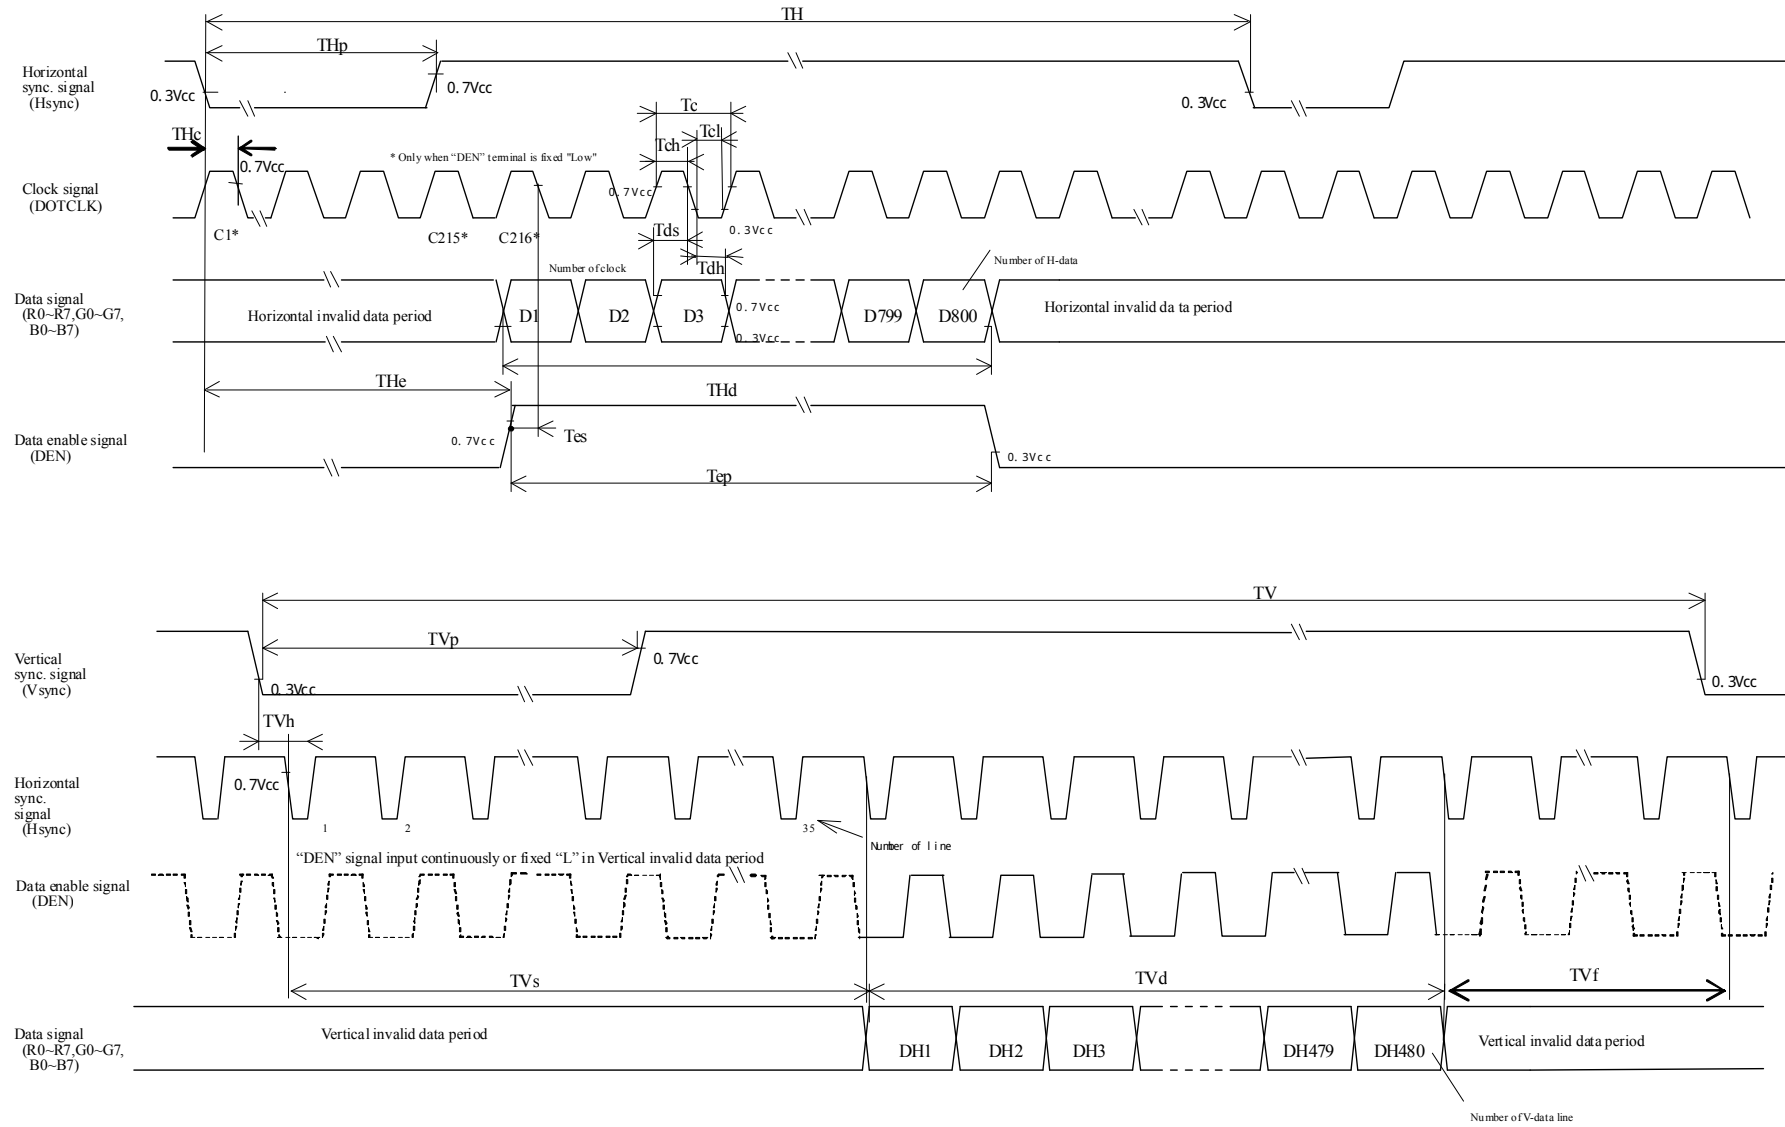 TH
THp
Horizontal
sync. signal
(Hsync)
0.3Vcc
0.7Vcc
0.3Vcc
Tc
THc
Tcl
Tch
0.7Vcc
* Only when “DEN” terminal is fixed "Low"
Clock signal
(DOTCLK)
0.7Vcc
C1*
C215*
C216*
Tds
0.3Vcc
Number of clock
Tdh
Number of H-data
Data signal
(R0~R7,G0~G7,
B0~B7)
Horizontal invalid data period
D1
D2
D3
0.7Vcc
0.3Vcc
D799
D800
Horizontal invalid da ta period
THe
THd
Data enable signal
(DEN)
0.7Vcc
Tes
0.3Vcc
Tep
TV
TVp
Vertical
sync. signal
(Vsync)
0.3Vcc
0.7Vcc
0.3Vcc
TVh
Horizontal
sync.
signal
(Hsync)
0.7Vcc
1
2
35
Number of line
“DEN” signal input continuously or fixed “L” in Vertical invalid data period
Data enable signal
(DEN)
TVs
TVd
TVf
Data signal
(R0~R7,G0~G7,
B0~B7)
Vertical invalid data period
DH1
DH2
DH3
DH479
DH480
Vertical invalid data period
Number of V-data line